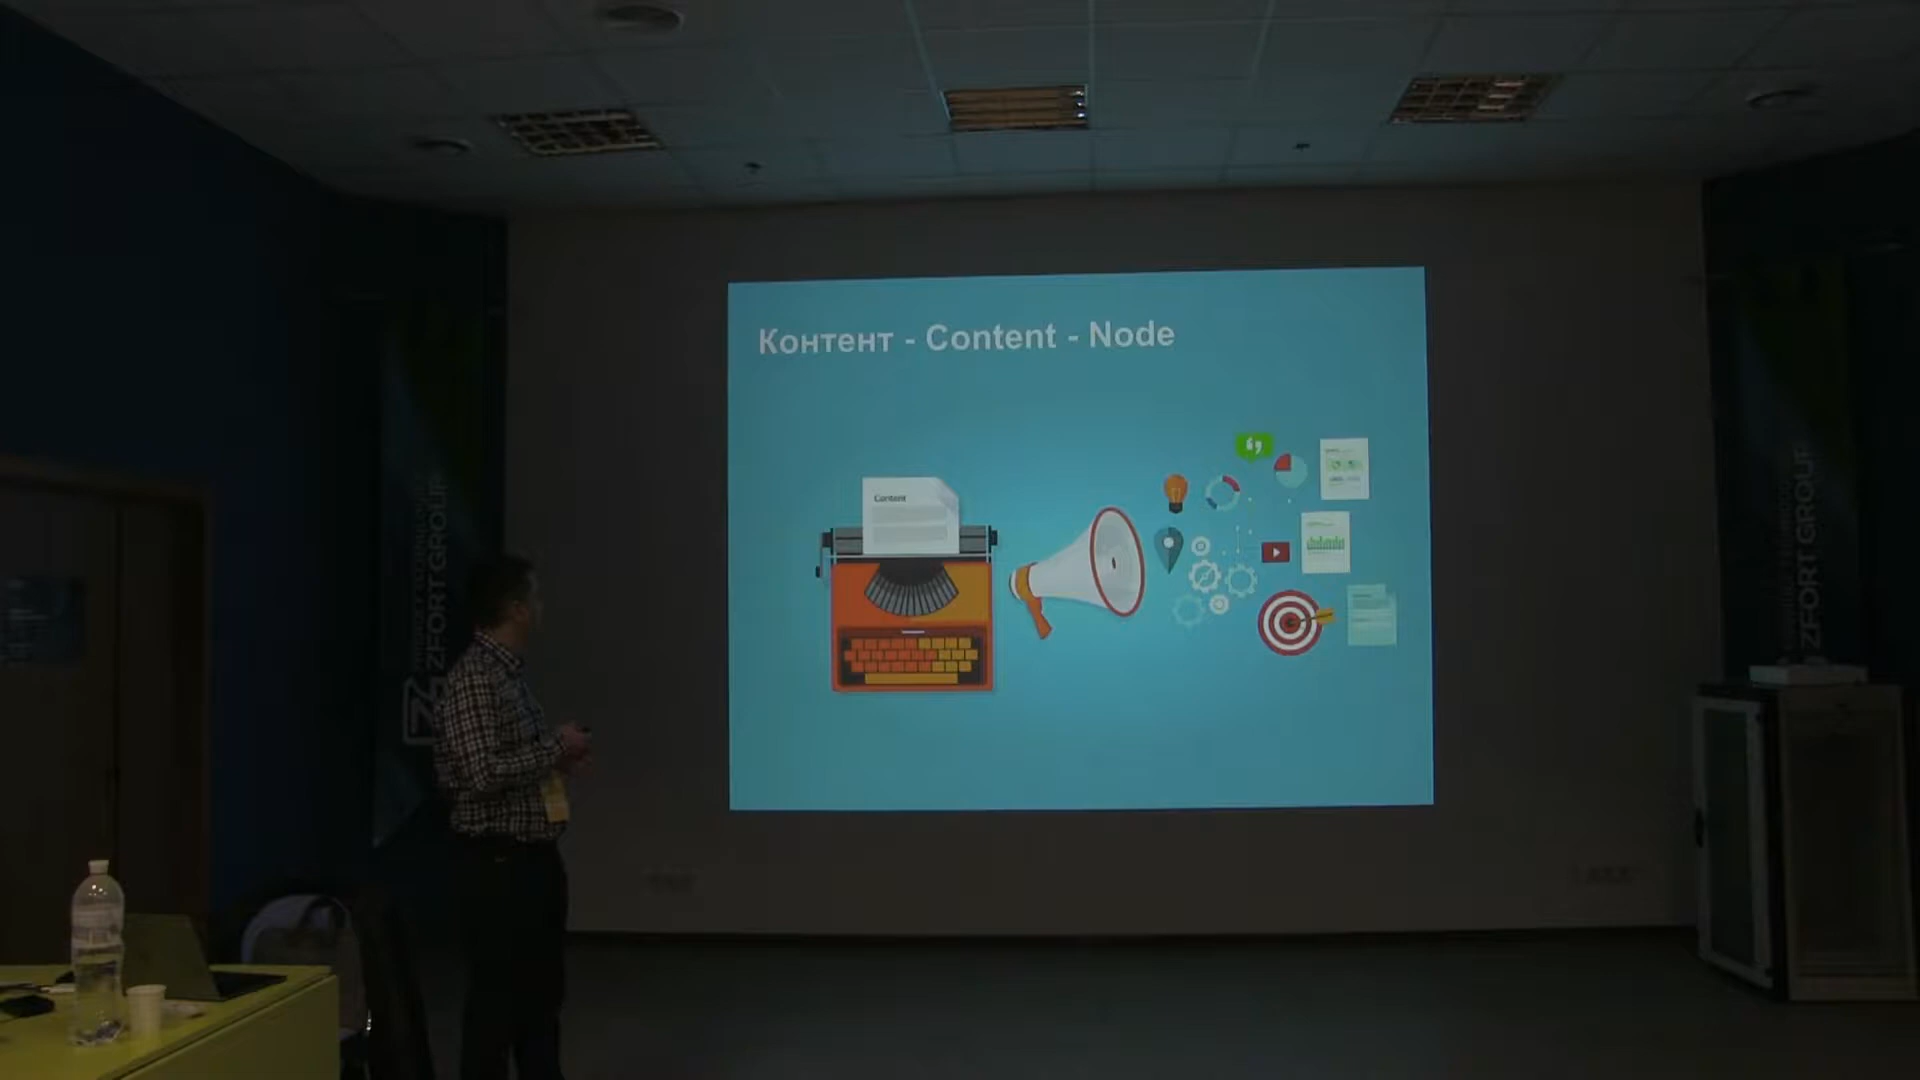 Контент - Content - Node
Content
ZFORT GROUP
ZFORT GROUP